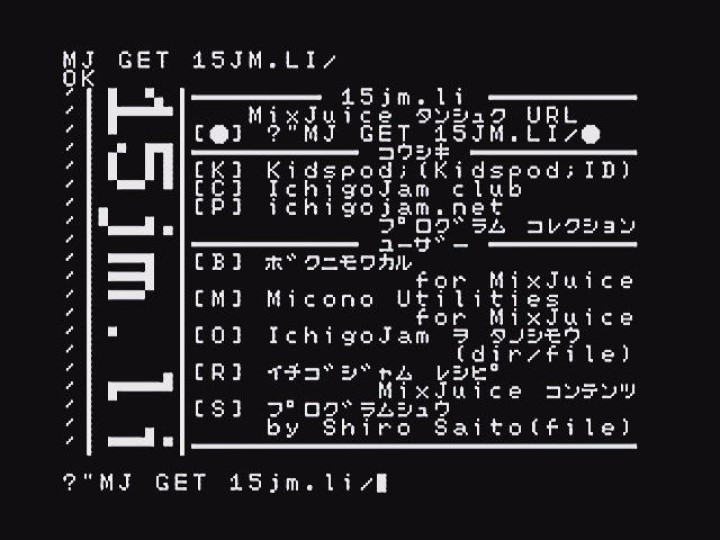 MJ GET 15JM.LI/
OK
15jm.li
15jm.li
MixJuice タンシュク URL
[●] ?"MJ GET 15JM.LI/●
コウシキ
[K] Kidspod;(Kidspod;ID)
[C] IchigoJam club
[P] ichigojam.net
プログラム コレクション
ユーザー
[B] ボクニモワカル
for MixJuice
[M] Micono Utilities
for MixJuice
[O] IchigoJam ヲ タノシモウ
(dir/file)
[R] イチゴジャム レシピ
MixJuice コンテンツ
[S] プログラムシュウ
by Shiro Saito(file)
?"MJ GET 15jm.li/